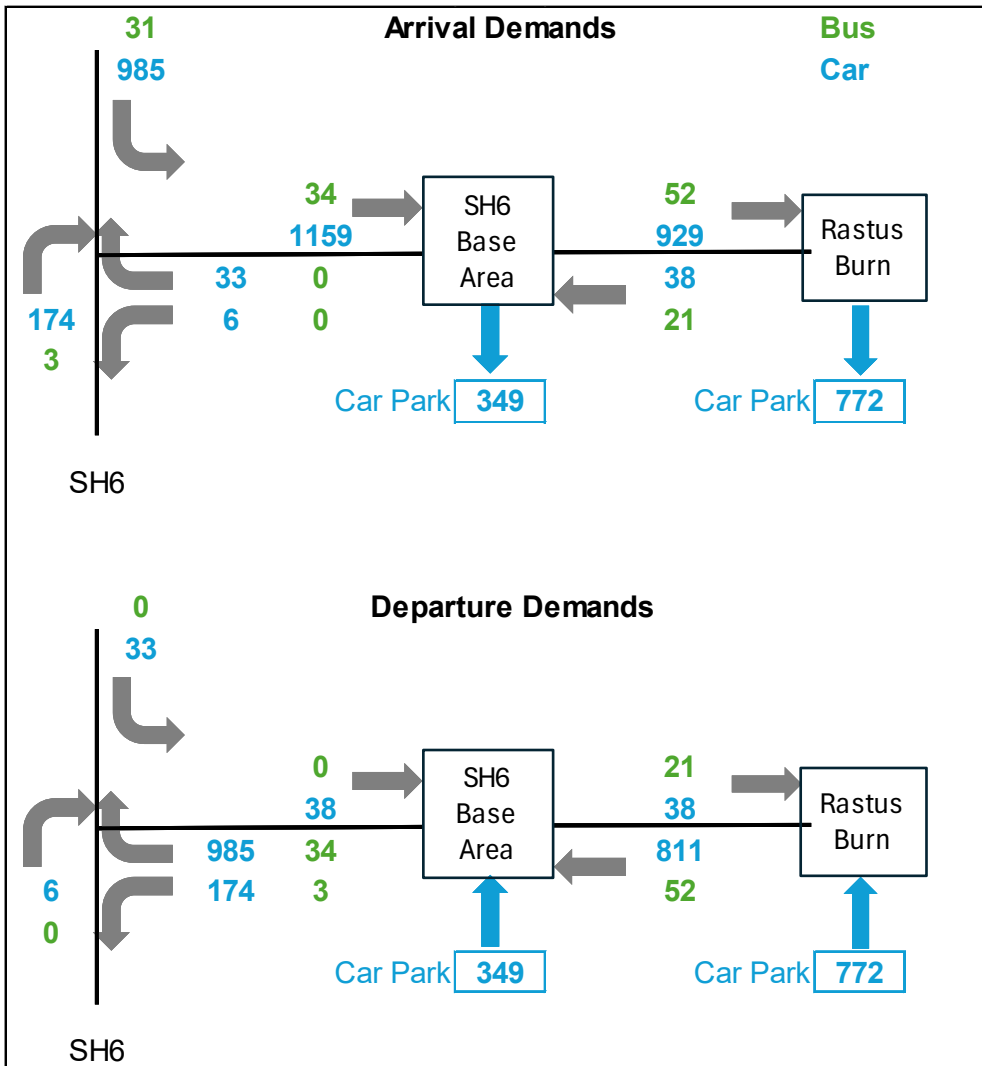 31 Arrival Demands Bus
985 Car
34 SH6 52
1159 Base 929 Rastus
Area Burn
33 0 38
174 6 0 21
3
Car Park 349 Car Park 772
SH6
0 Departure Demands
33
0 SH6 21
38 Base 38 Rastus
Area Burn
985 34 811
6 174 3 52
0
Car Park 349 Car Park 772
SH6